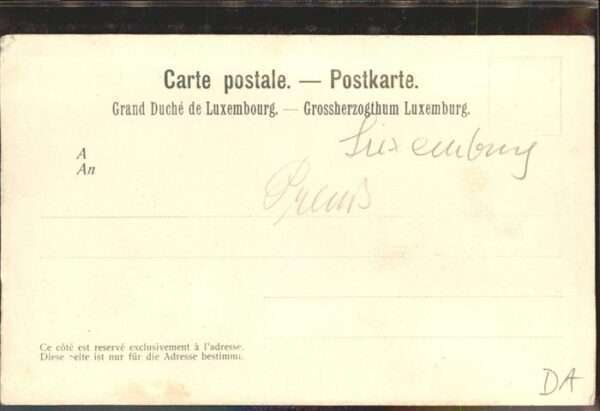 Carte postale. — Postkarte.
Grand Duché de Luxembourg. — Grossherzogthum Luxemburg.
A
An
Luxemburg
Preuß
Ce côté est reservé exclusivement à l'adresse.
Diese Seite ist nur für die Adresse bestimmt.
DA